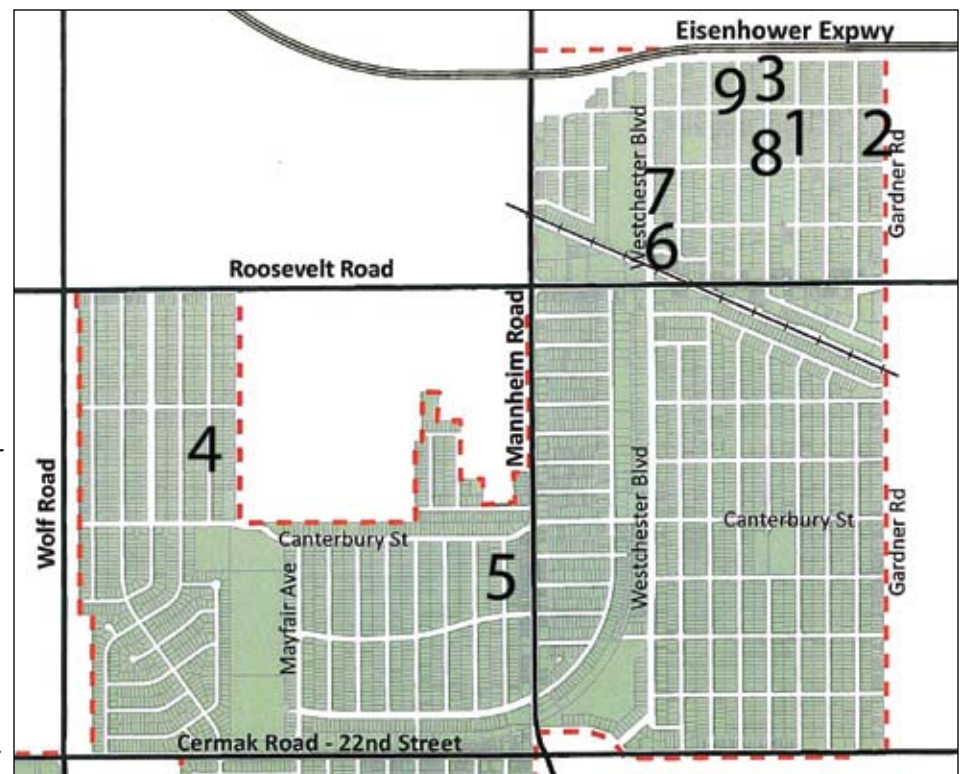 Eisenhower Expwy
3
9
1
2
8
Westchester Blvd
Gardner Rd
7
6
Roosevelt Road
Mannheim Road
4
Wolf Road
Westchester Blvd
Canterbury St
Gardner Rd
Canterbury St
5
Mayfair Ave
Cermak Road - 22nd Street